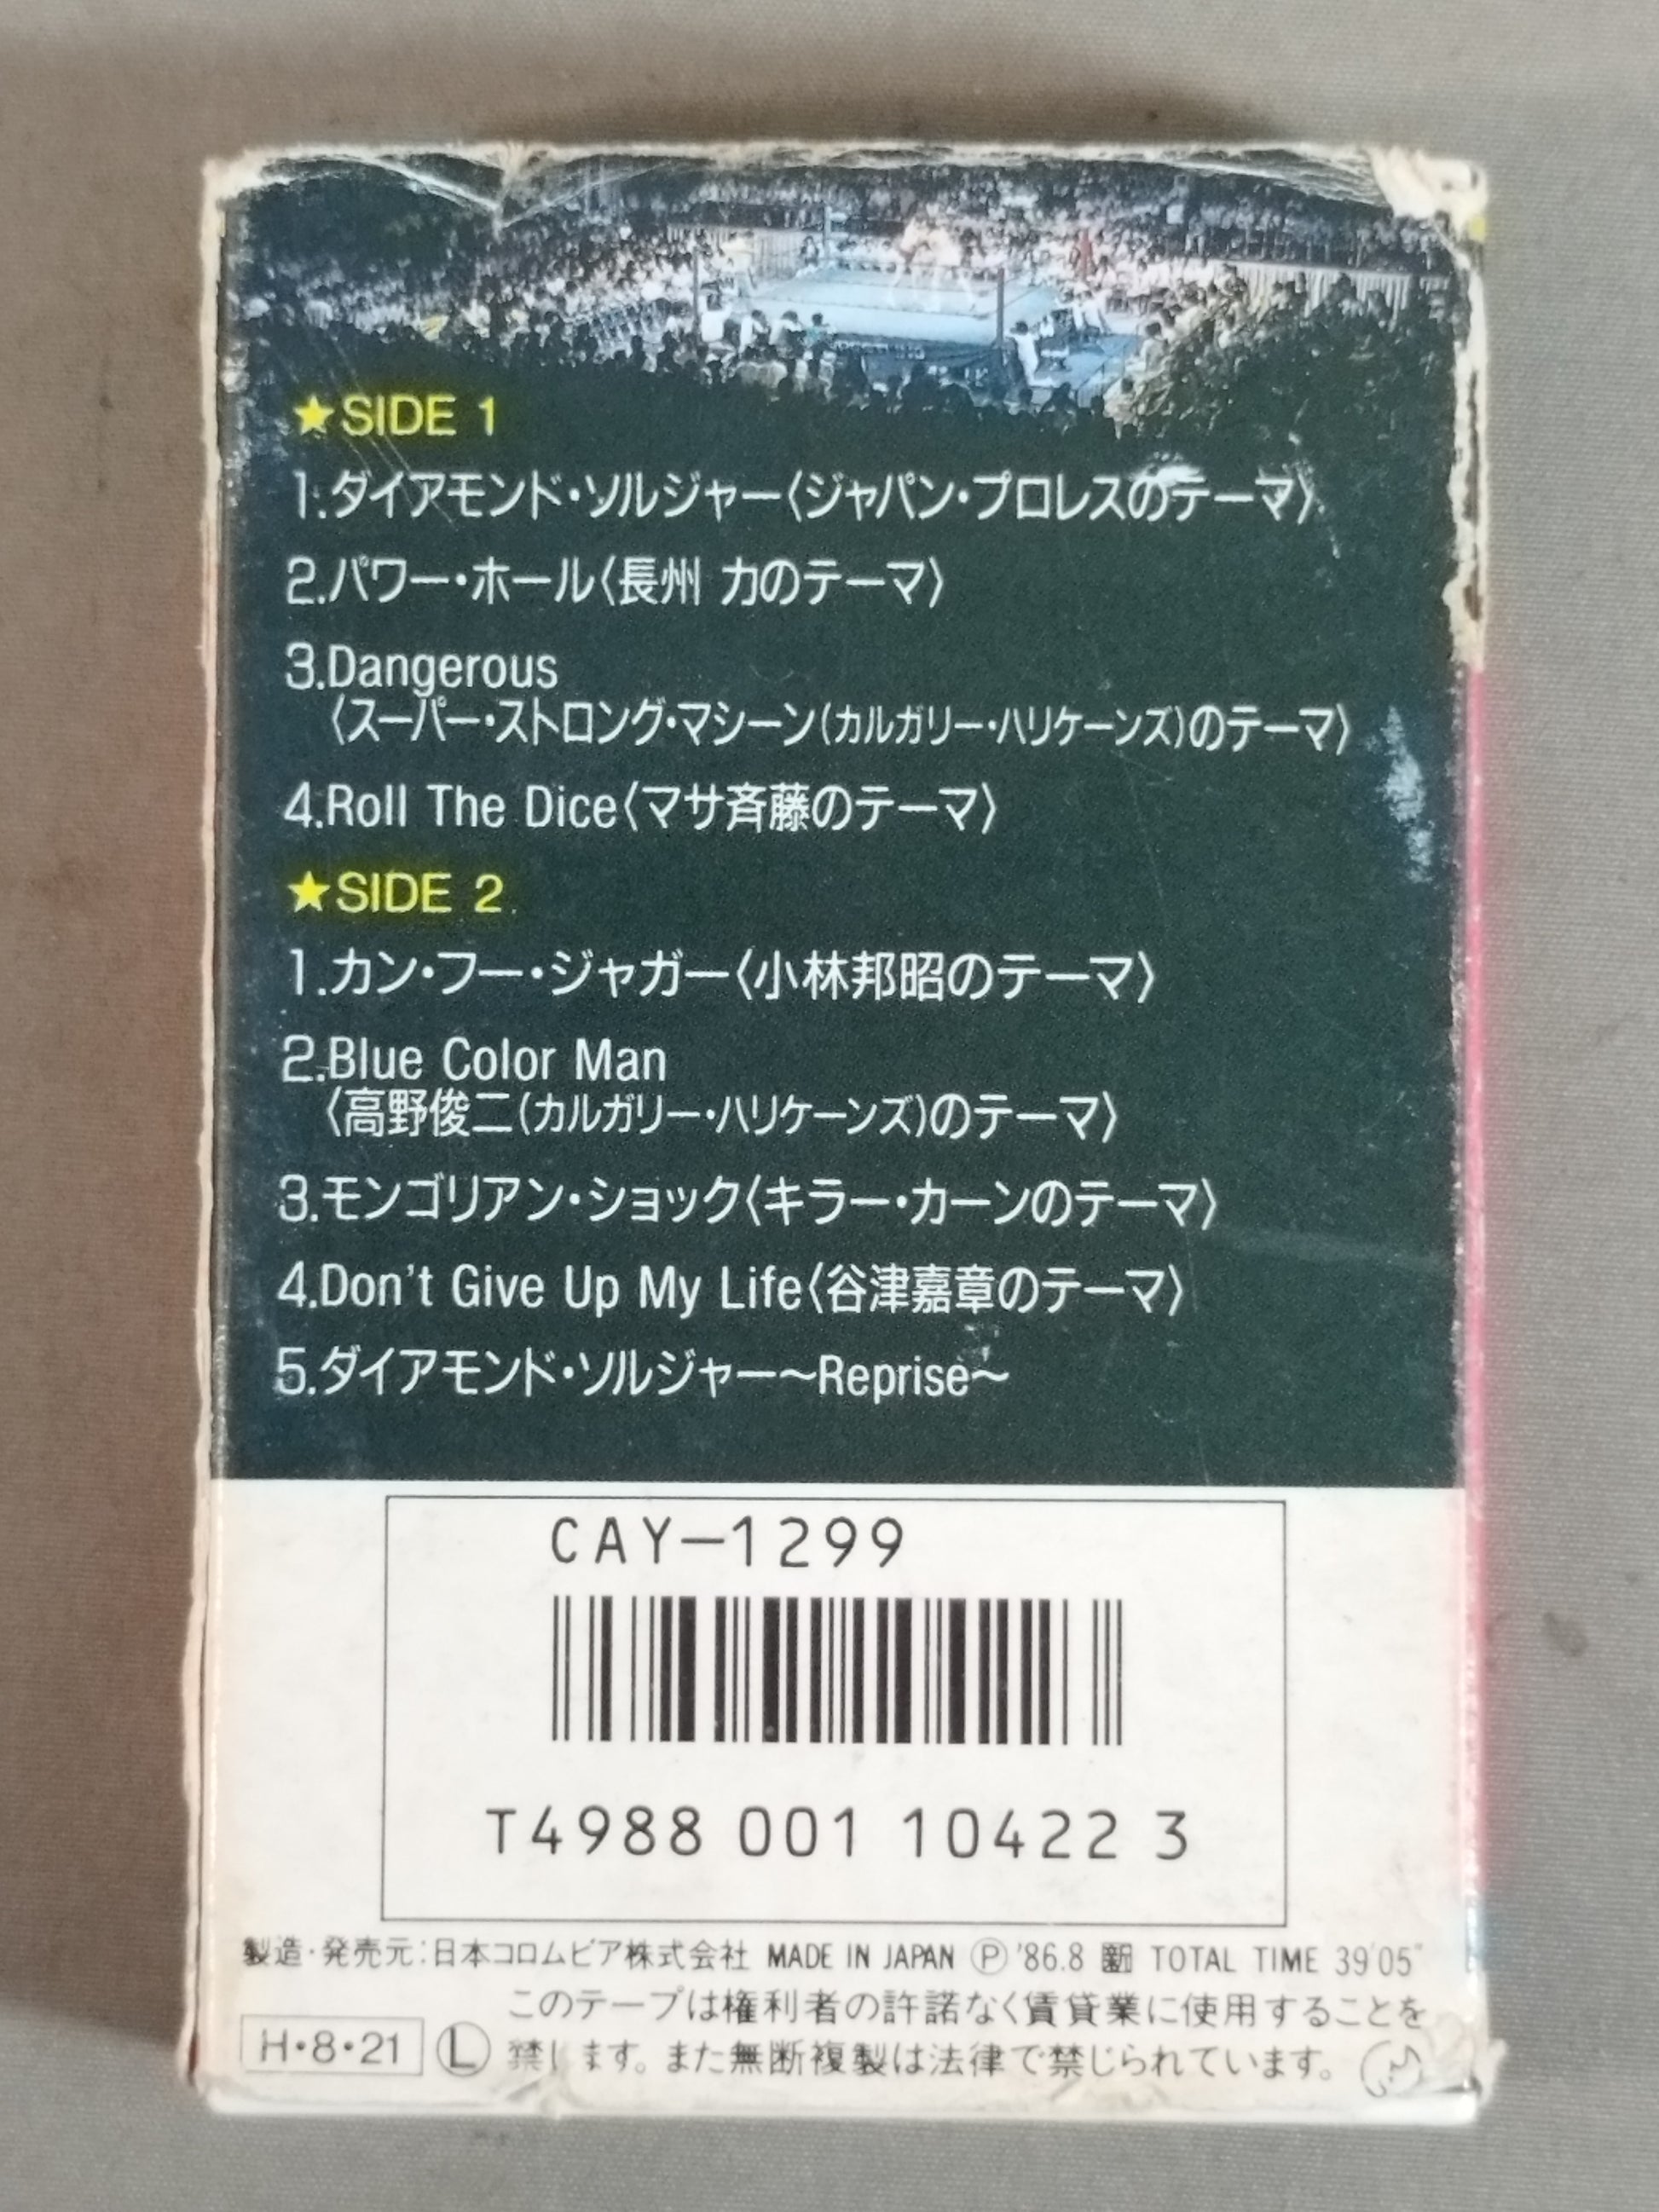 ★SIDE 1
1.ダイアモンド・ソルジャー〈ジャパン・プロレスのテーマ〉
2.パワー・ホール〈長州 力のテーマ〉
3.Dangerous
〈スーパー・ストロング・マシーン(カルガリー・ハリケーンズ)のテーマ〉
4.Roll The Dice〈マサ斉藤のテーマ〉
★SIDE 2
1.カン・フー・ジャガー〈小林邦昭のテーマ〉
2.Blue Color Man
〈高野俊二(カルガリー・ハリケーンズ)のテーマ〉
3.モンゴリアン・ショック〈キラー・カーンのテーマ〉
4.Don't Give Up My Life〈谷津嘉章のテーマ〉
5.ダイアモンド・ソルジャー〜Reprise〜
CAY-1299
T4988 001 10422 3
製造・発売元:日本コロムビア株式会社 MADE IN JAPAN Ⓟ '86.8 新 TOTAL TIME 39'05"
このテープは権利者の許諾なく賃貸業に使用することを
H・8・21 Ⓛ 禁します。また無断複製は法律で禁じられています。